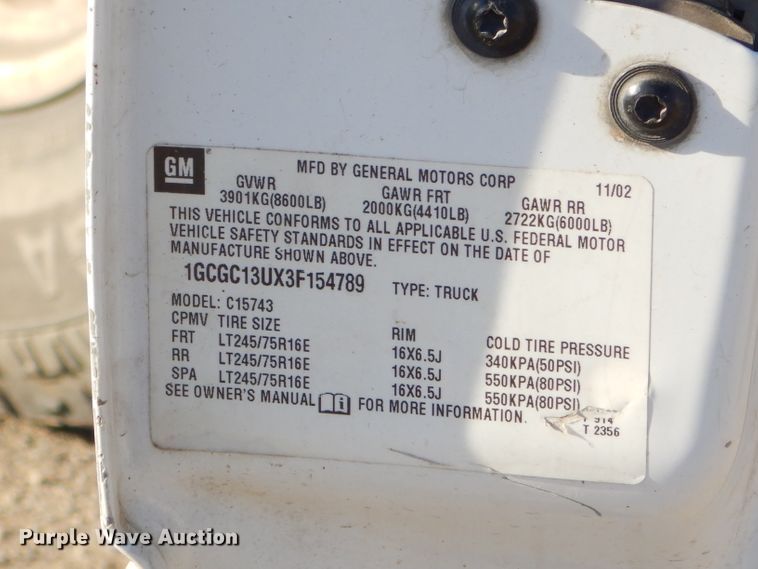 GM
MFD BY GENERAL MOTORS CORP 11/02
GVWR GAWR FRT GAWR RR
3901KG(8600LB) 2000KG(4410LB) 2722KG(6000LB)
THIS VEHICLE CONFORMS TO ALL APPLICABLE U.S. FEDERAL MOTOR
VEHICLE SAFETY STANDARDS IN EFFECT ON THE DATE OF
MANUFACTURE SHOWN ABOVE.
1GCGC13UX3F154789 TYPE: TRUCK
MODEL: C15743
CPMV TIRE SIZE RIM COLD TIRE PRESSURE
FRT LT245/75R16E 16X6.5J 340KPA(50PSI)
RR LT245/75R16E 16X6.5J 550KPA(80PSI)
SPA LT245/75R16E 16X6.5J 550KPA(80PSI)
SEE OWNER'S MANUAL i FOR MORE INFORMATION.
914
T 2356
Purple Wave Auction